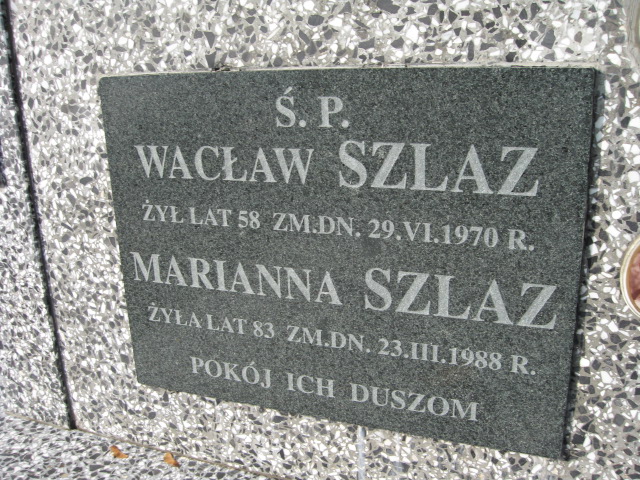 Ś. P.
WACŁAW SZLAZ
ŻYŁ LAT 58 ZM.DN. 29.VI.1970 R.
MARIANNA SZLAZ
ŻYŁA LAT 83 ZM.DN. 23.III.1988 R.
POKÓJ ICH DUSZOM